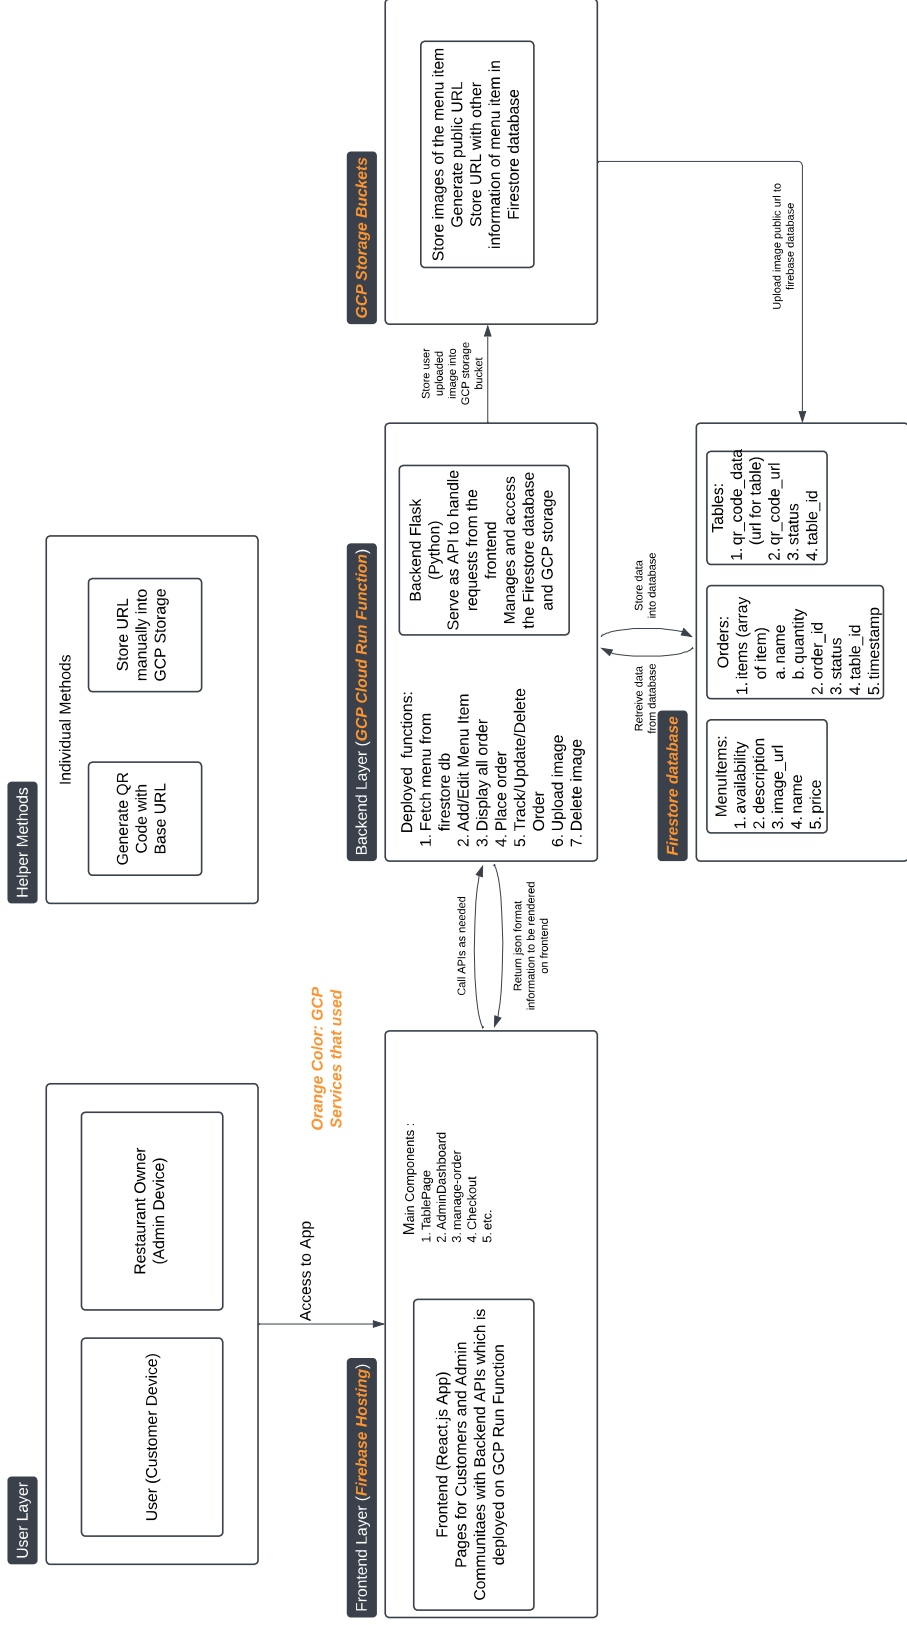 User Layer
User (Customer Device)
Restaurant Owner
(Admin Device)
Helper Methods
Individual Methods
Generate QR
Code with
Base URL
Store URL
manually into
GCP Storage
Access to App
Orange Color: GCP
Services that used
Frontend Layer (Firebase Hosting)
Frontend (React.js App)
Pages for Customers and Admin
Communitaes with Backend APIs which is
deployed on GCP Run Function
Main Components :
1. TablePage
2. AdminDashboard
3. manage-order
4. Checkout
5. etc.
Call APIs as needed
Return json format
information to be rendered
on frontend
Backend Layer (GCP Cloud Run Function)
Deployed functions:
1. Fetch menu from
firestore db
2. Add/Edit Menu Item
3. Display all order
4. Place order
5. Track/Update/Delete
Order
6. Upload image
7. Delete image
Backend Flask
(Python)
Serve as API to handle
requests from the
frontend
Manages and access
the Firestore database
and GCP storage
Store user
uploaded
image into
GCP storage
bucket
GCP Storage Buckets
Store images of the menu item
Generate public URL
Store URL with other
information of menu item in
Firestore database
Retreive data
from database
Store data
into database
Upload image public url to
firebase database
Firestore database
MenuItems:
1. availability
2. description
3. image_url
4. name
5. price
Orders:
1. items (array
of item)
a. name
b. quantity
2. order_id
3. status
4. table_id
5. timestamp
Tables:
1. qr_code_data
(url for table)
2. qr_code_url
3. status
4. table_id